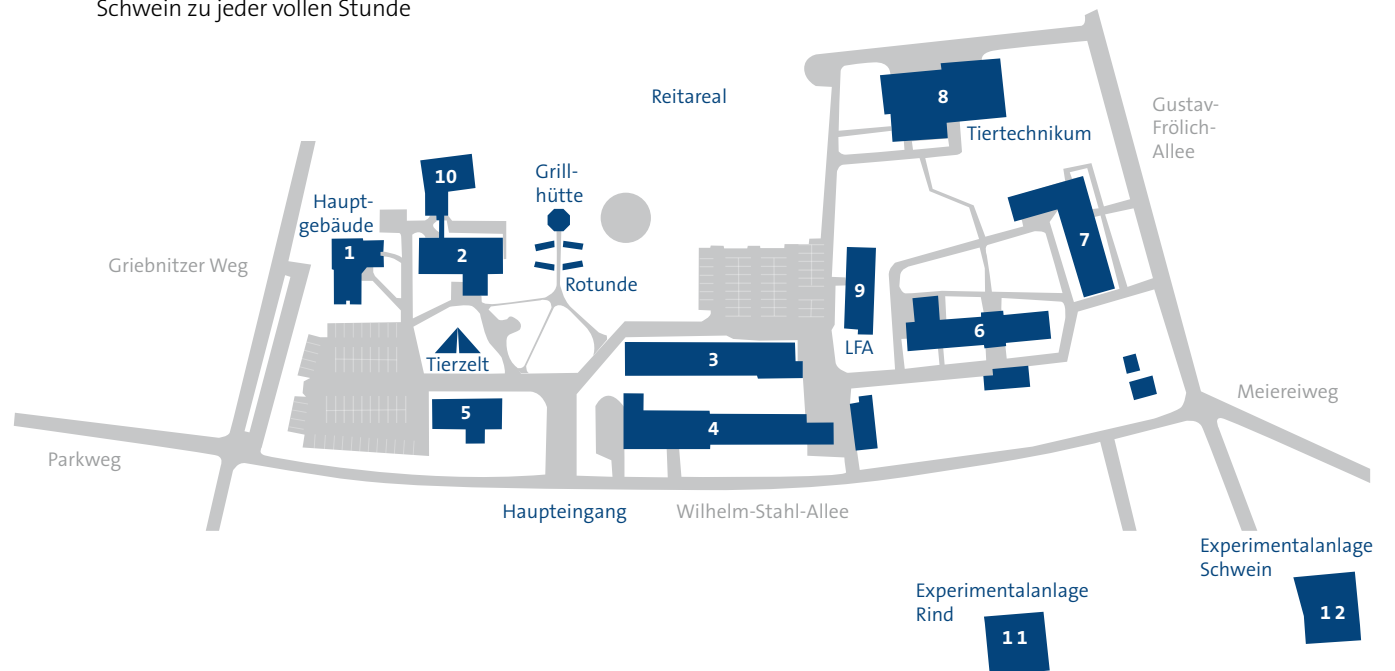 Schwein zu jeder vollen Stunde
Reitareal
8
Gustav-
Frölich-
Allee
Tiertechnikum
10
Grill-
hütte
Haupt-
gebäude
1
2
7
Griebnitzer Weg
Rotunde
9
6
LFA
Tierzelt
3
5
4
Meiereiweg
Parkweg
Haupteingang
Wilhelm-Stahl-Allee
Experimentalanlage
Schwein
12
Experimentalanlage
Rind
11